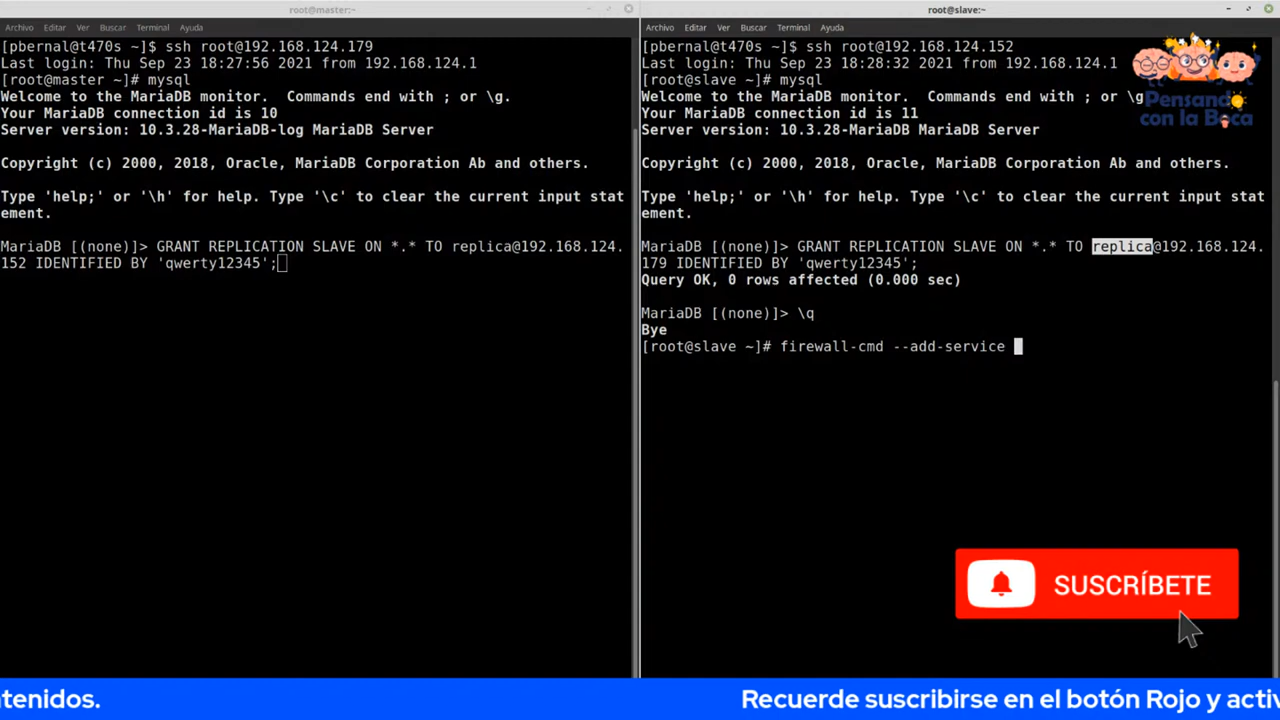 root@master:~
Archivo Editar Ver Buscar Terminal Ayuda
[pbernal@t470s ~]$ ssh root@192.168.124.179
Last login: Thu Sep 23 18:27:56 2021 from 192.168.124.1
[root@master ~]# mysql
Welcome to the MariaDB monitor.  Commands end with ; or \g.
Your MariaDB connection id is 10
Server version: 10.3.28-MariaDB-log MariaDB Server
Copyright (c) 2000, 2018, Oracle, MariaDB Corporation Ab and others.
Type 'help;' or '\h' for help. Type '\c' to clear the current input stat
ement.
MariaDB [(none)]> GRANT REPLICATION SLAVE ON *.* TO replica@192.168.124.
152 IDENTIFIED BY 'qwerty12345';
root@slave:~
Archivo Editar Ver Buscar Terminal Ayuda
[pbernal@t470s ~]$ ssh root@192.168.124.152
Last login: Thu Sep 23 18:28:32 2021 from 192.168.124.1
[root@slave ~]# mysql
Welcome to the MariaDB monitor.  Commands end with ; or \g
Your MariaDB connection id is 11
Server version: 10.3.28-MariaDB MariaDB Server
Copyright (c) 2000, 2018, Oracle, MariaDB Corporation Ab and others.
Type 'help;' or '\h' for help. Type '\c' to clear the current input stat
ement.
MariaDB [(none)]> GRANT REPLICATION SLAVE ON *.* TO replica@192.168.124.
179 IDENTIFIED BY 'qwerty12345';
Query OK, 0 rows affected (0.000 sec)
MariaDB [(none)]> \q
Bye
[root@slave ~]# firewall-cmd --add-service
Pensando
con la Boca
SUSCRÍBETE
tenidos.
Recuerde suscribirse en el botón Rojo y activ